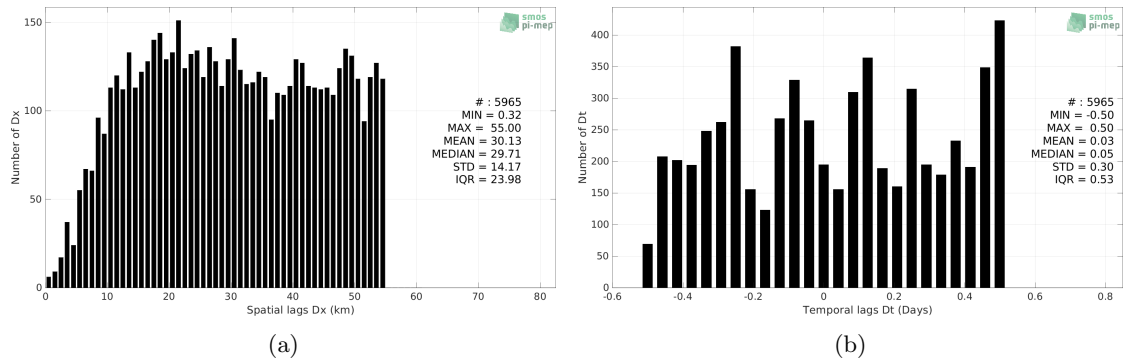 150
100
50
0
Number of Dx
0 10 20 30 40 50 60 70 80
Spatial lags Dx (km)
smos
pi-mep
# : 5965
MIN = 0.32
MAX = 55.00
MEAN = 30.13
MEDIAN = 29.71
STD = 14.17
IQR = 23.98
(a)
400
350
300
250
200
150
100
50
0
Number of Dt
-0.6 -0.4 -0.2 0 0.2 0.4 0.6 0.8
Temporal lags Dt (Days)
smos
pi-mep
# : 5965
MIN = -0.50
MAX = 0.50
MEAN = 0.03
MEDIAN = 0.05
STD = 0.30
IQR = 0.53
(b)